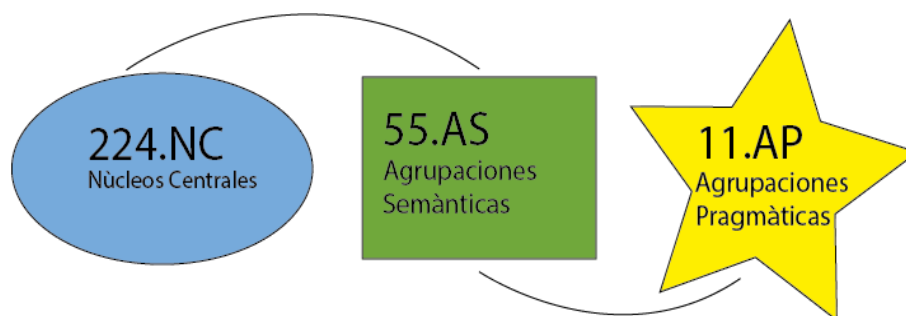 224.NC
Nùcleos Centrales
55.AS
Agrupaciones
Semànticas
11.AP
Agrupaciones
Pragmàticas